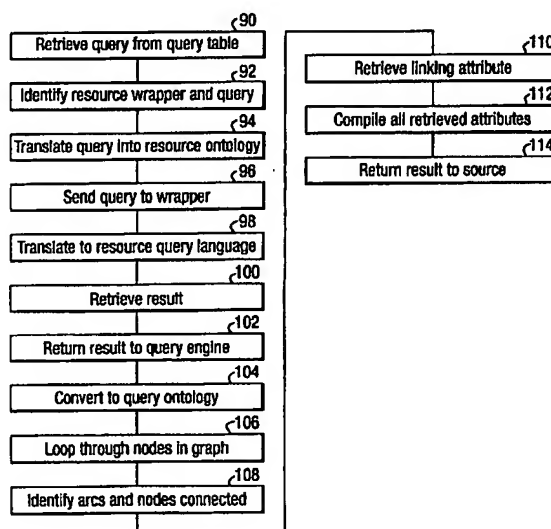 90
Retrieve query from query table
92
Identify resource wrapper and query
94
Translate query into resource ontology
96
Send query to wrapper
98
Translate to resource query language
100
Retrieve result
102
Return result to query engine
104
Convert to query ontology
106
Loop through nodes in graph
108
Identify arcs and nodes connected
110
Retrieve linking attribute
112
Compile all retrieved attributes
114
Return result to source